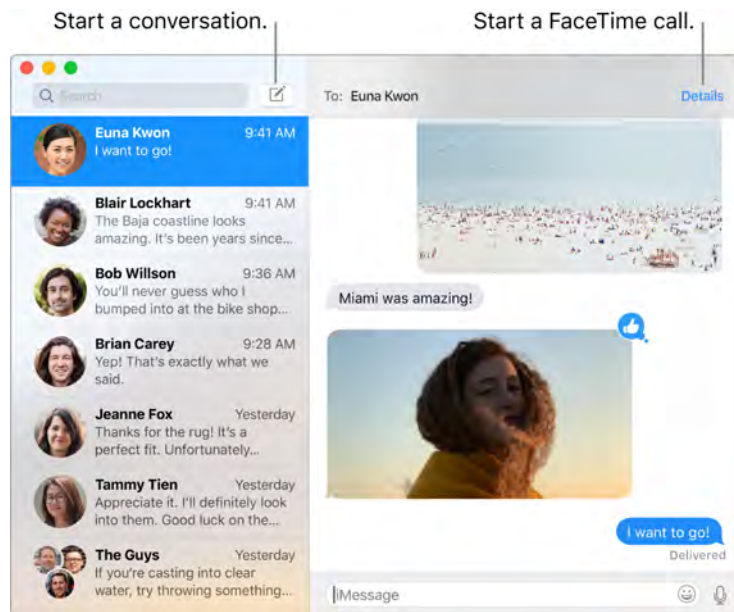 Start a conversation.
Start a FaceTime call.
Search
To: Euna Kwon
Details
Euna Kwon 9:41 AM
I want to go!
Blair Lockhart 9:41 AM
The Baja coastline looks
amazing. It's been years since...
Bob Willson 9:36 AM
You'll never guess who I
bumped into at the bike shop...
Brian Carey 9:28 AM
Yep! That's exactly what we
said.
Jeanne Fox Yesterday
Thanks for the rug! It's a
perfect fit. Unfortunately...
Tammy Tien Yesterday
Appreciate it. I'll definitely look
into them. Good luck on the...
The Guys Yesterday
If you're casting into clear
water, try throwing something...
Miami was amazing!
I want to go!
Delivered
iMessage